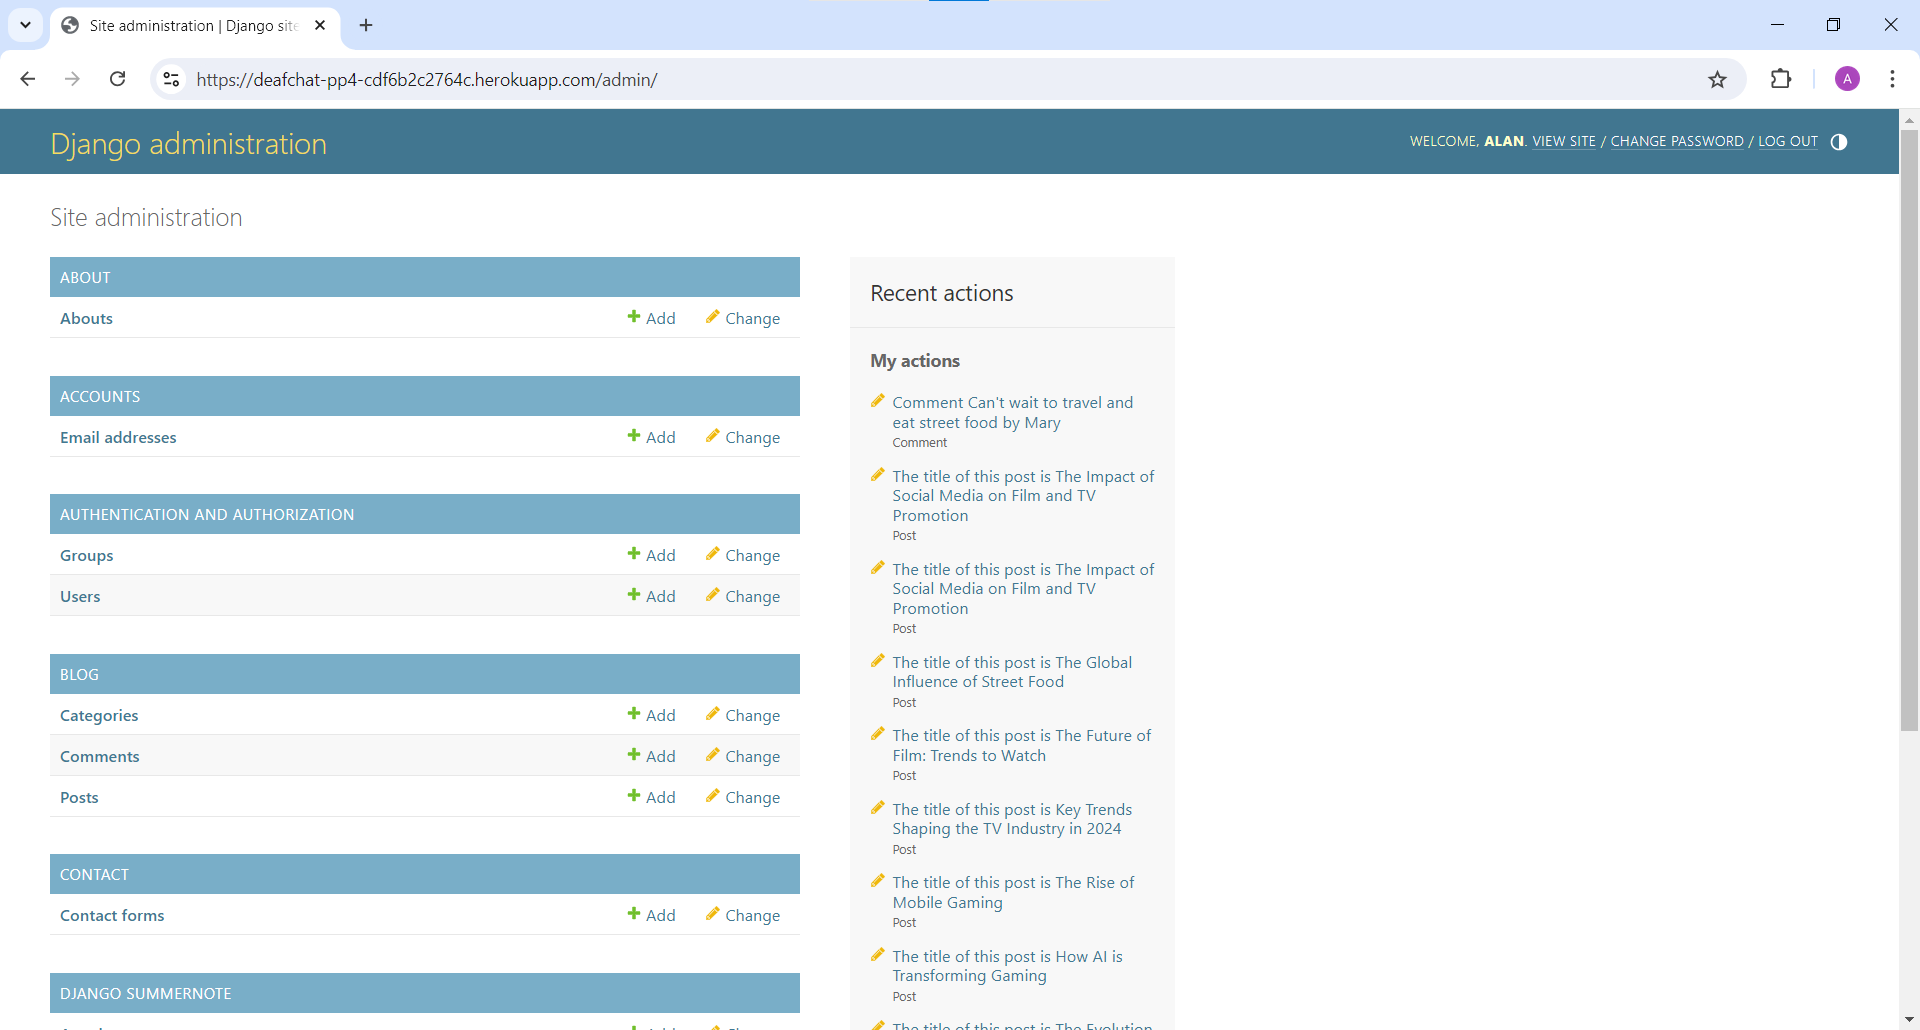 Site administration | Django site
https://deafchat-pp4-cdf6b2c2764c.herokuapp.com/admin/
A
Django administration
WELCOME, ALAN. VIEW SITE / CHANGE PASSWORD / LOG OUT
Site administration
ABOUT
Abouts Add Change
ACCOUNTS
Email addresses Add Change
AUTHENTICATION AND AUTHORIZATION
Groups Add Change
Users Add Change
BLOG
Categories Add Change
Comments Add Change
Posts Add Change
CONTACT
Contact forms Add Change
DJANGO SUMMERNOTE
Recent actions
My actions
Comment Can't wait to travel and
eat street food by Mary
Comment
The title of this post is The Impact of
Social Media on Film and TV
Promotion
Post
The title of this post is The Impact of
Social Media on Film and TV
Promotion
Post
The title of this post is The Global
Influence of Street Food
Post
The title of this post is The Future of
Film: Trends to Watch
Post
The title of this post is Key Trends
Shaping the TV Industry in 2024
Post
The title of this post is The Rise of
Mobile Gaming
Post
The title of this post is How AI is
Transforming Gaming
Post
The title of this post is The Evolution